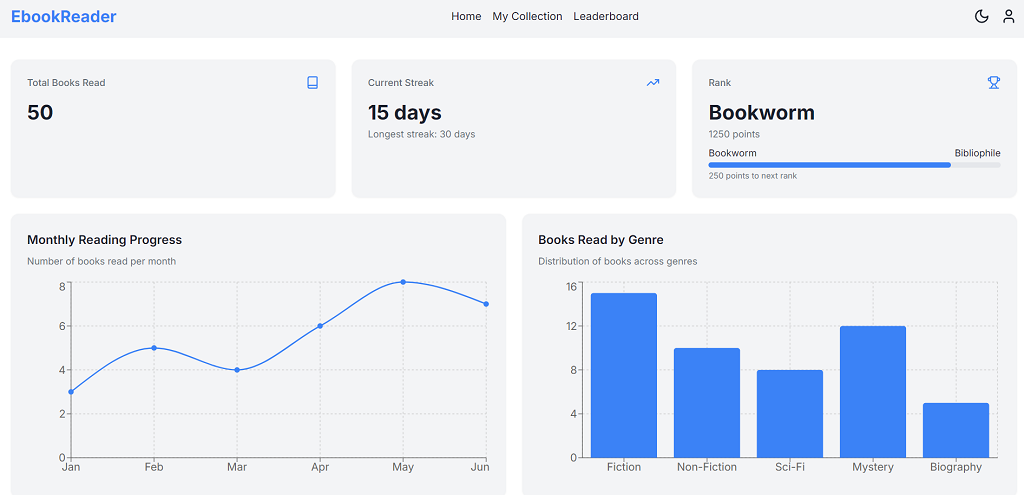 EbookReader
Home My Collection Leaderboard
Total Books Read
50
Current Streak
15 days
Longest streak: 30 days
Rank
Bookworm
1250 points
Bookworm Bibliophile
250 points to next rank
Monthly Reading Progress
Number of books read per month
8
6
4
2
0
Jan Feb Mar Apr May Jun
Books Read by Genre
Distribution of books across genres
16
12
8
4
0
Fiction Non-Fiction Sci-Fi Mystery Biography